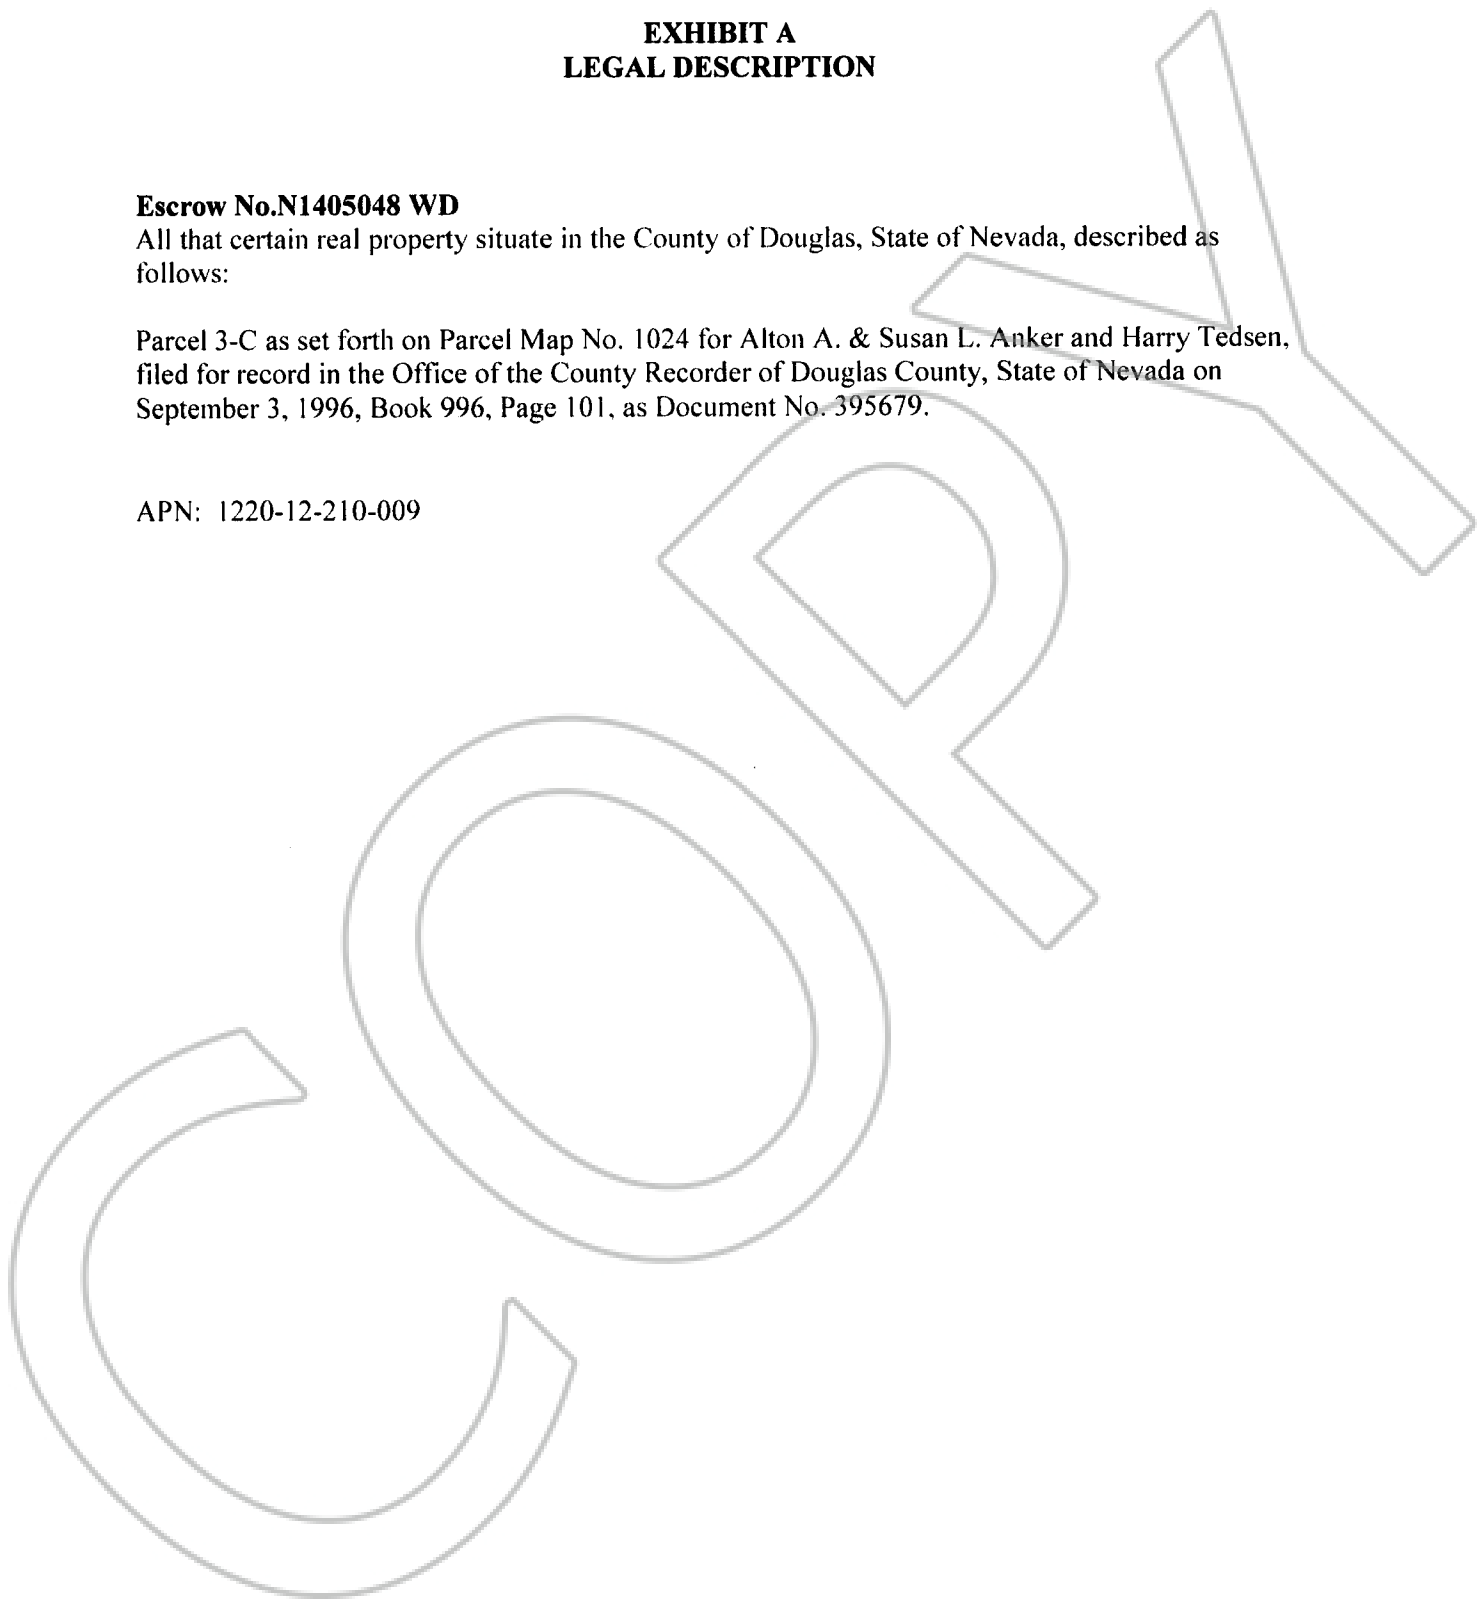 EXHIBIT A
LEGAL DESCRIPTION
Escrow No.N1405048 WD
All that certain real property situate in the County of Douglas, State of Nevada, described as
follows:
Parcel 3-C as set forth on Parcel Map No. 1024 for Alton A. & Susan L. Anker and Harry Tedsen,
filed for record in the Office of the County Recorder of Douglas County, State of Nevada on
September 3, 1996, Book 996, Page 101, as Document No. 395679.
APN: 1220-12-210-009
COPY